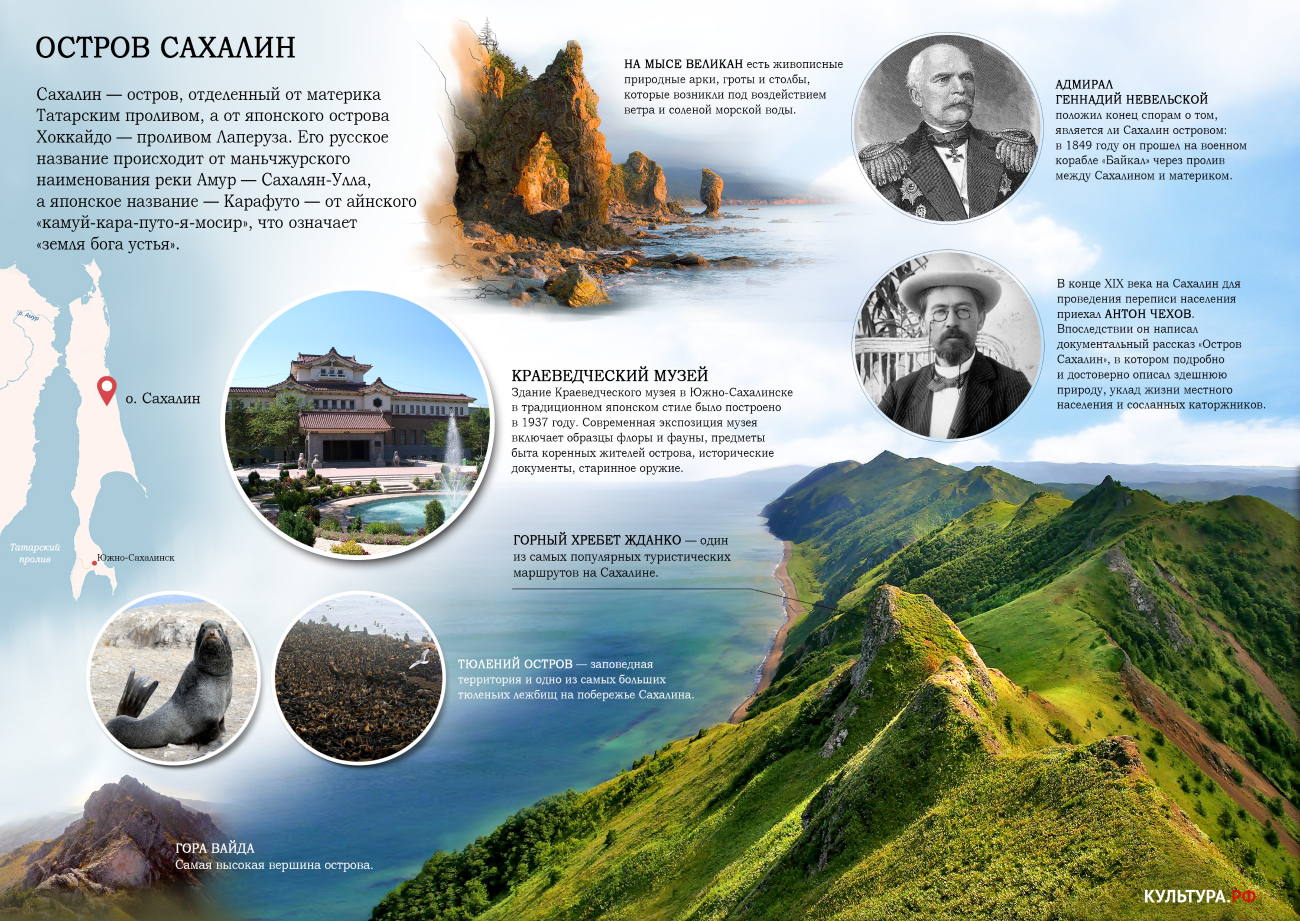 ОСТРОВ САХАЛИН
Сахалин — остров, отделенный от материка
Татарским проливом, а от японского острова
Хоккайдо — проливом Лаперуза. Его русское
название происходит от маньчжурского
наименования реки Амур — Сахалян-Улла,
а японское название — Карафуто — от айнского
«камуй-кара-путо-я-мосир», что означает
«земля бога устья».
НА МЫСЕ ВЕЛИКАН есть живописные
природные арки, гроты и столбы,
которые возникли под воздействием
ветра и соленой морской воды.
АДМИРАЛ
ГЕННАДИЙ НЕВЕЛЬСКОЙ
положил конец спорам о том,
является ли Сахалин островом:
в 1849 году он прошел на военном
корабле «Байкал» через пролив
между Сахалином и материком.
В конце XIX века на Сахалин для
проведения переписи населения
приехал АНТОН ЧЕХОВ.
Впоследствии он написал
документальный рассказ «Остров
Сахалин», в котором подробно
и достоверно описал здешнюю
природу, уклад жизни местного
населения и сосланных каторжников.
р. Амур
о. Сахалин
Татарский
пролив
Южно-Сахалинск
КРАЕВЕДЧЕСКИЙ МУЗЕЙ
Здание Краеведческого музея в Южно-Сахалинске
в традиционном японском стиле было построено
в 1937 году. Современная экспозиция музея
включает образцы флоры и фауны, предметы
быта коренных жителей острова, исторические
документы, старинное оружие.
ГОРНЫЙ ХРЕБЕТ ЖДАНКО — один
из самых популярных туристических
маршрутов на Сахалине.
ТЮЛЕНИЙ ОСТРОВ — заповедная
территория и одно из самых больших
тюленьих лежбищ на побережье Сахалина.
ГОРА ВАЙДА
Самая высокая вершина острова.
КУЛЬТУРА.РФ